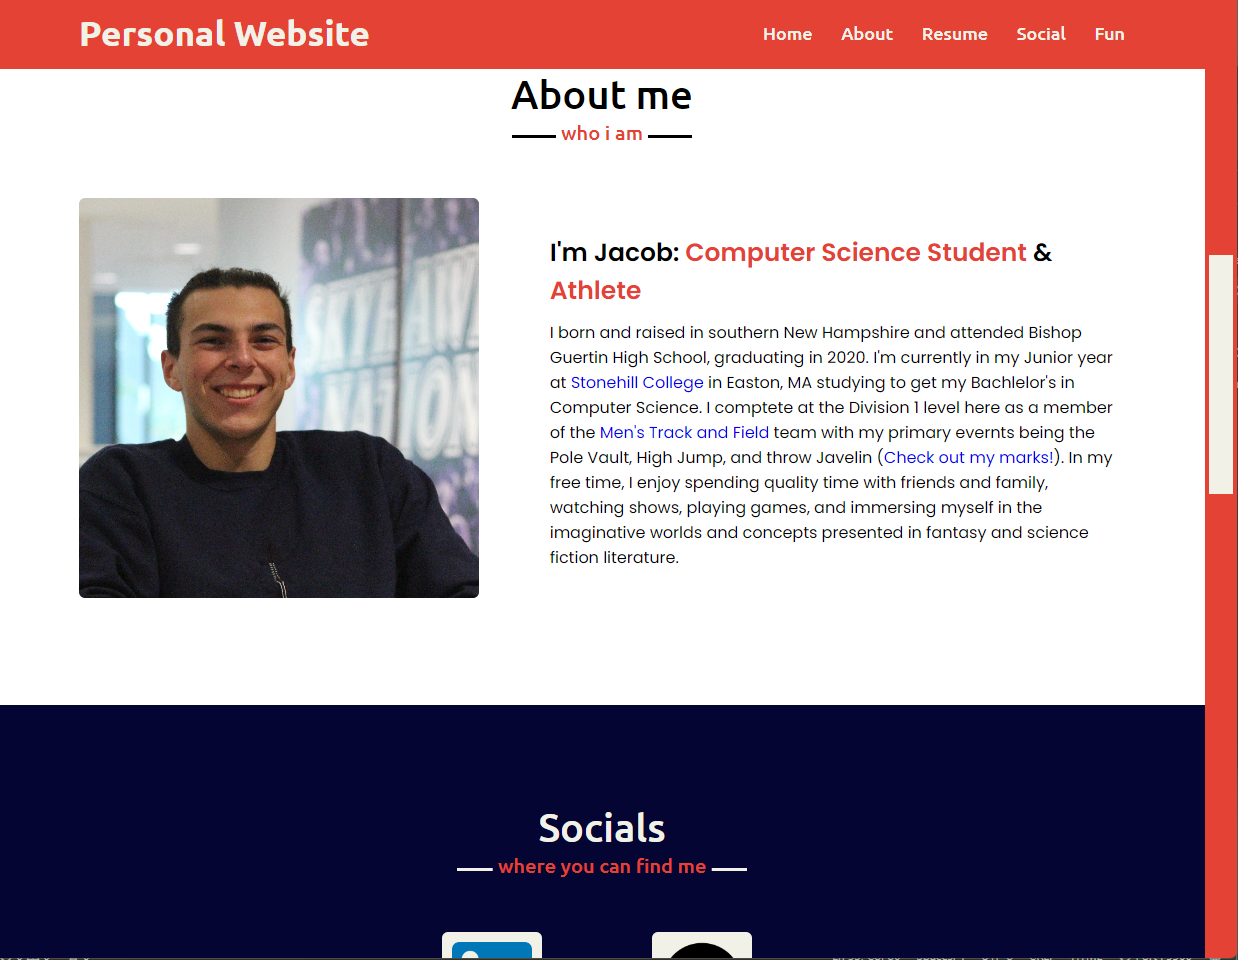 Personal Website
Home About Resume Social Fun
About me
who i am
SKYHAWK
NATION
I'm Jacob: Computer Science Student &
Athlete
I born and raised in southern New Hampshire and attended Bishop
Guertin High School, graduating in 2020. I'm currently in my Junior year
at Stonehill College in Easton, MA studying to get my Bachlelor's in
Computer Science. I comptete at the Division 1 level here as a member
of the Men's Track and Field team with my primary evernts being the
Pole Vault, High Jump, and throw Javelin (Check out my marks!). In my
free time, I enjoy spending quality time with friends and family,
watching shows, playing games, and immersing myself in the
imaginative worlds and concepts presented in fantasy and science
fiction literature.
Socials
where you can find me